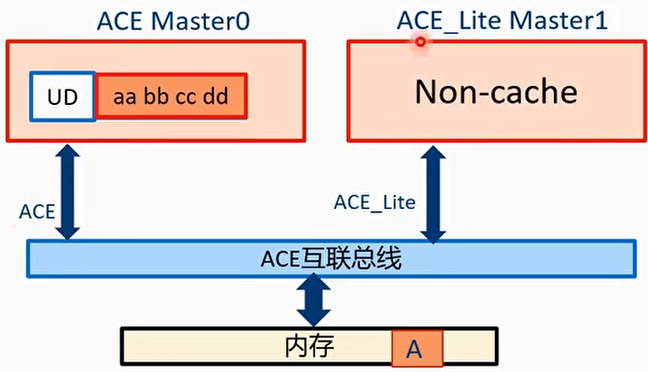 ACE Master0
ACE_Lite Master1
UD
aa bb cc dd
Non-cache
ACE
ACE_Lite
ACE互联总线
内存
A